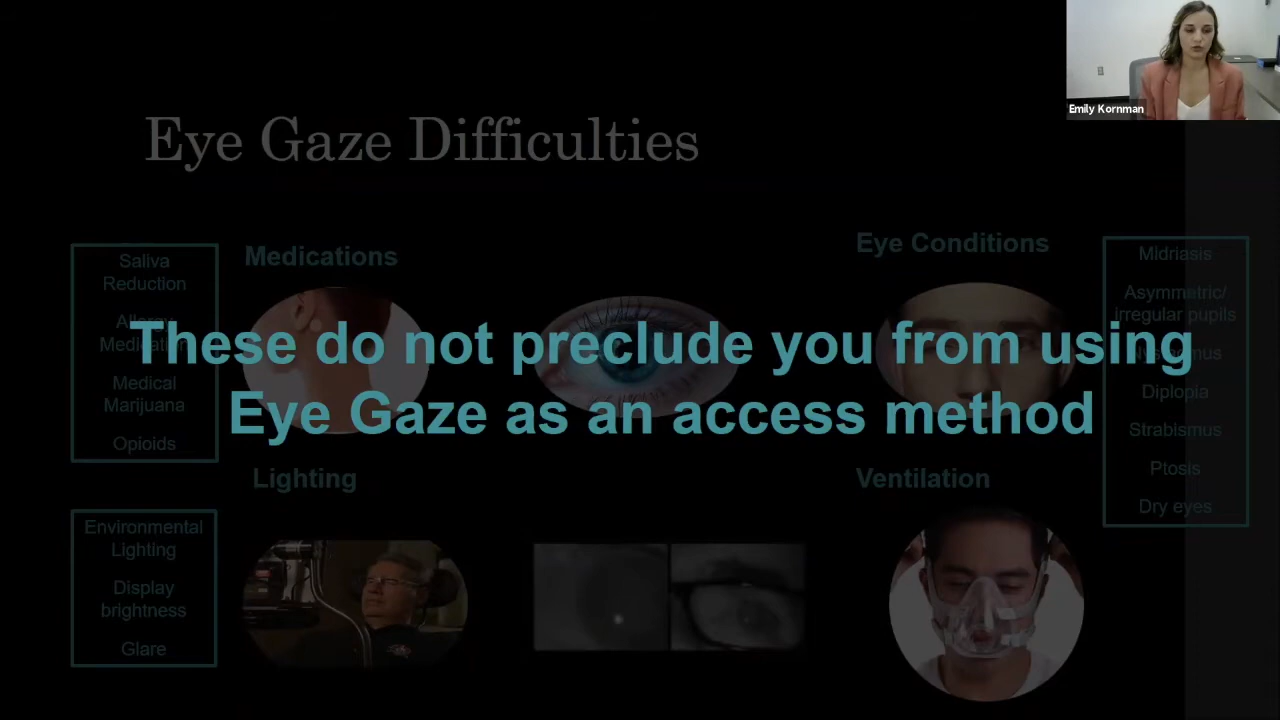 Emily Kornman
Eye Gaze Difficulties
Medications
Eye Conditions
Saliva
Reduction
Allergy
Medical
Marijuana
Opioids
Midriasis
Asymmetric/
irregular pupils
Diplopia
Strabismus
Ptosis
Dry eyes
These do not preclude you from using
Eye Gaze as an access method
Lighting
Ventilation
Environmental
Lighting
Display
brightness
Glare